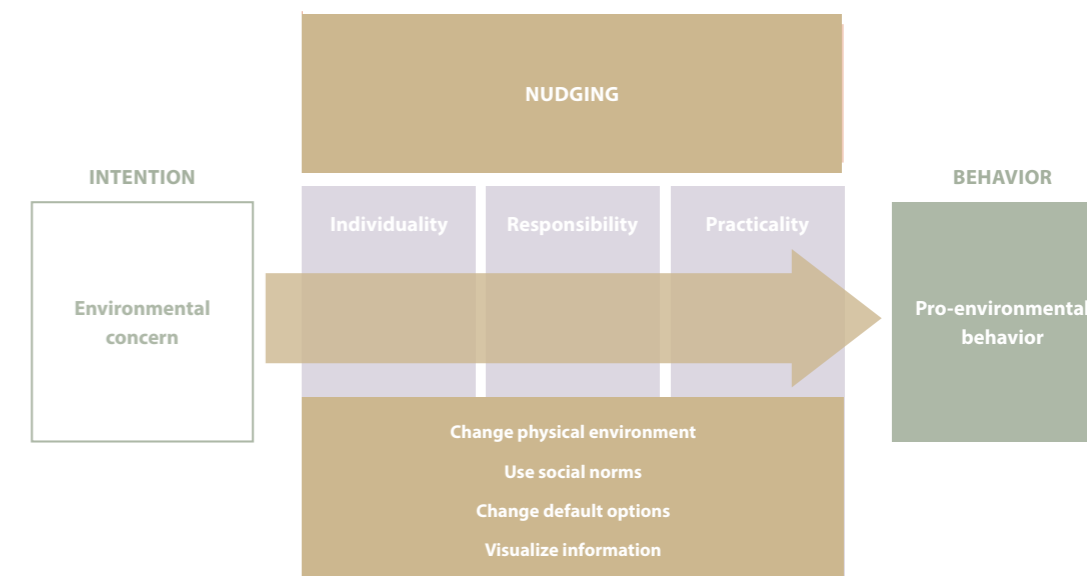 NUDGING
INTENTION
BEHAVIOR
Individuality
Responsibility
Practicality
Environmental
concern
Pro-environmental
behavior
Change physical environment
Use social norms
Change default options
Visualize information